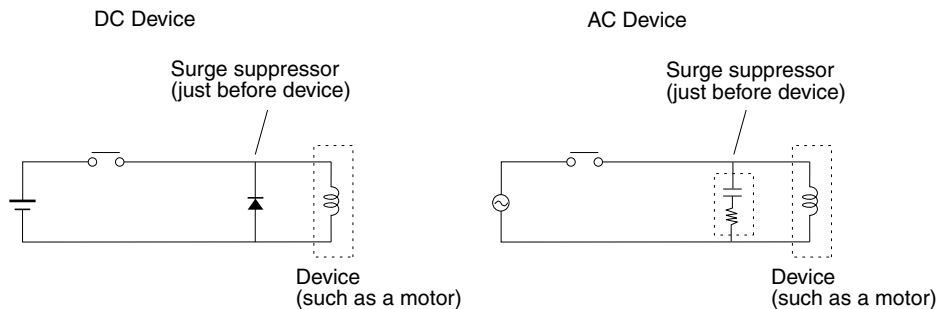 DC Device
AC Device
Surge suppressor
(just before device)
Surge suppressor
(just before device)
Device
(such as a motor)
Device
(such as a motor)